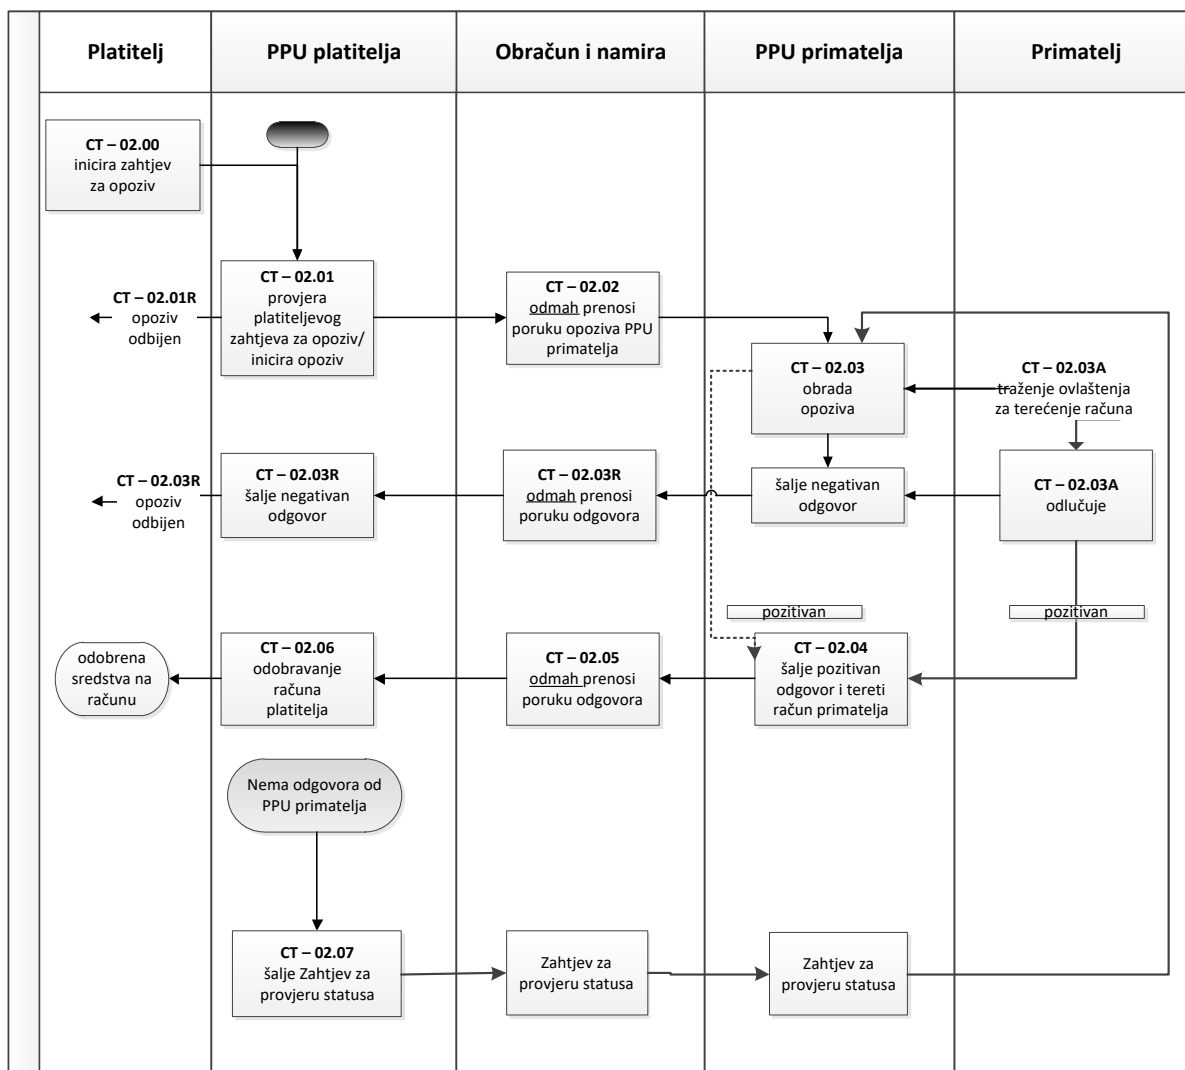 Platitelj
PPU platitelja
Obračun i namira
PPU primatelja
Primatelj
CT – 02.00
inicira zahtjev
za opoziv
CT – 02.01R
opoziv
odbijen
CT – 02.01
provjera
platiteljevog
zahtjeva za opoziv/
inicira opoziv
CT – 02.02
odmah prenosi
poruku opoziva PPU
primatelja
CT – 02.03
obrada
opoziva
CT – 02.03A
traženje ovlaštenja
za terećenje računa
CT – 02.03R
opoziv
odbijen
CT – 02.03R
šalje negativan
odgovor
CT – 02.03R
odmah prenosi
poruku odgovora
šalje negativan
odgovor
CT – 02.03A
odlučuje
pozitivan
pozitivan
odobrena
sredstva na
računu
CT – 02.06
odobravanje
računa
platitelja
CT – 02.05
odmah prenosi
poruku odgovora
CT – 02.04
šalje pozitivan
odgovor i tereti
račun primatelja
Nema odgovora od
PPU primatelja
CT – 02.07
šalje Zahtjev za
provjeru statusa
Zahtjev za
provjeru statusa
Zahtjev za
provjeru statusa